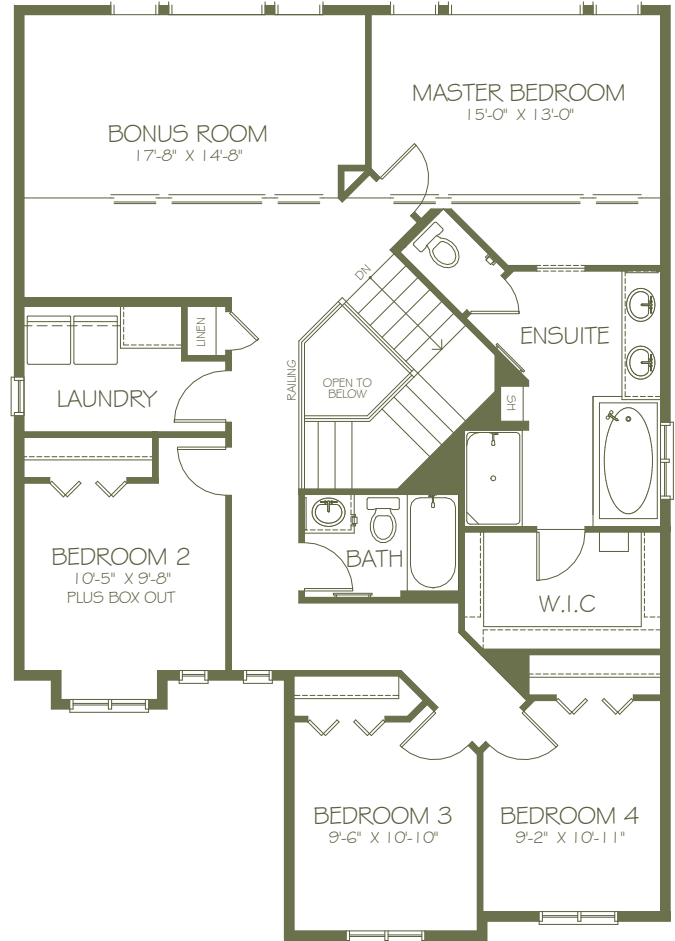 MASTER BEDROOM
15'-0" X 13'-0"
BONUS ROOM
17'-8" X 14'-8"
DN
LINEN
ENSUITE
RAILING
OPEN TO
BELOW
LAUNDRY
SH
BEDROOM 2
10'-5" X 9'-8"
PLUS BOX OUT
BATH
W.I.C
BEDROOM 3
9'-6" X 10'-10"
BEDROOM 4
9'-2" X 10'-11"